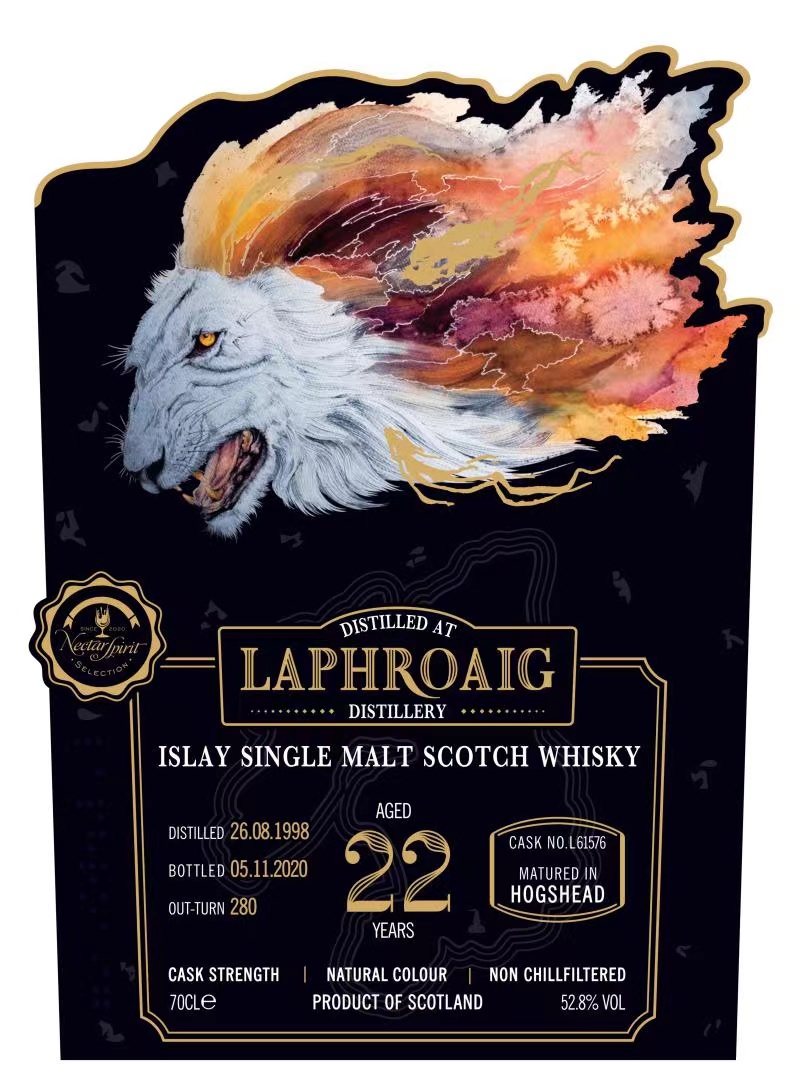 SINCE 2020
NectarSpirit
SELECTION
DISTILLED AT
LAPHROAIG
DISTILLERY
ISLAY SINGLE MALT SCOTCH WHISKY
DISTILLED 26.08.1998
BOTTLED 05.11.2020
OUT-TURN 280
AGED
22
YEARS
CASK NO.L61576
MATURED IN
HOGSHEAD
CASK STRENGTH | NATURAL COLOUR | NON CHILLFILTERED
70CL℮ PRODUCT OF SCOTLAND 52.8% VOL